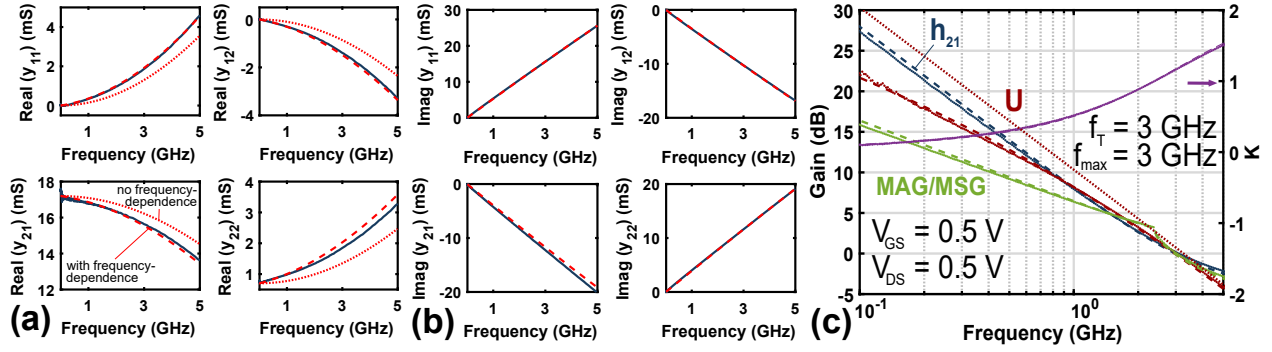 Real (y11) (mS)
4
2
0
1
3
5
Frequency (GHz)
Real (y12) (mS)
0
-2
-4
1
3
5
Frequency (GHz)
Imag (y11) (mS)
30
20
10
0
1
3
5
Frequency (GHz)
Imag (y12) (mS)
0
-10
-20
1
3
5
Frequency (GHz)
Real (y21) (mS)
18
16
14
12
no frequency-
dependence
with frequency-
dependence
1
3
5
Frequency (GHz)
Real (y22) (mS)
4
3
2
1
1
3
5
Frequency (GHz)
Imag (y21) (mS)
0
-10
-20
1
3
5
Frequency (GHz)
Imag (y22) (mS)
20
10
0
1
3
5
Frequency (GHz)
(a)
(b)
(c)
Gain (dB)
30
25
20
15
10
5
0
-5
h21
U
MAG/MSG
fT = 3 GHz
fmax = 3 GHz
VGS = 0.5 V
VDS = 0.5 V
2
1
0
-1
-2
K
10-1
100
Frequency (GHz)